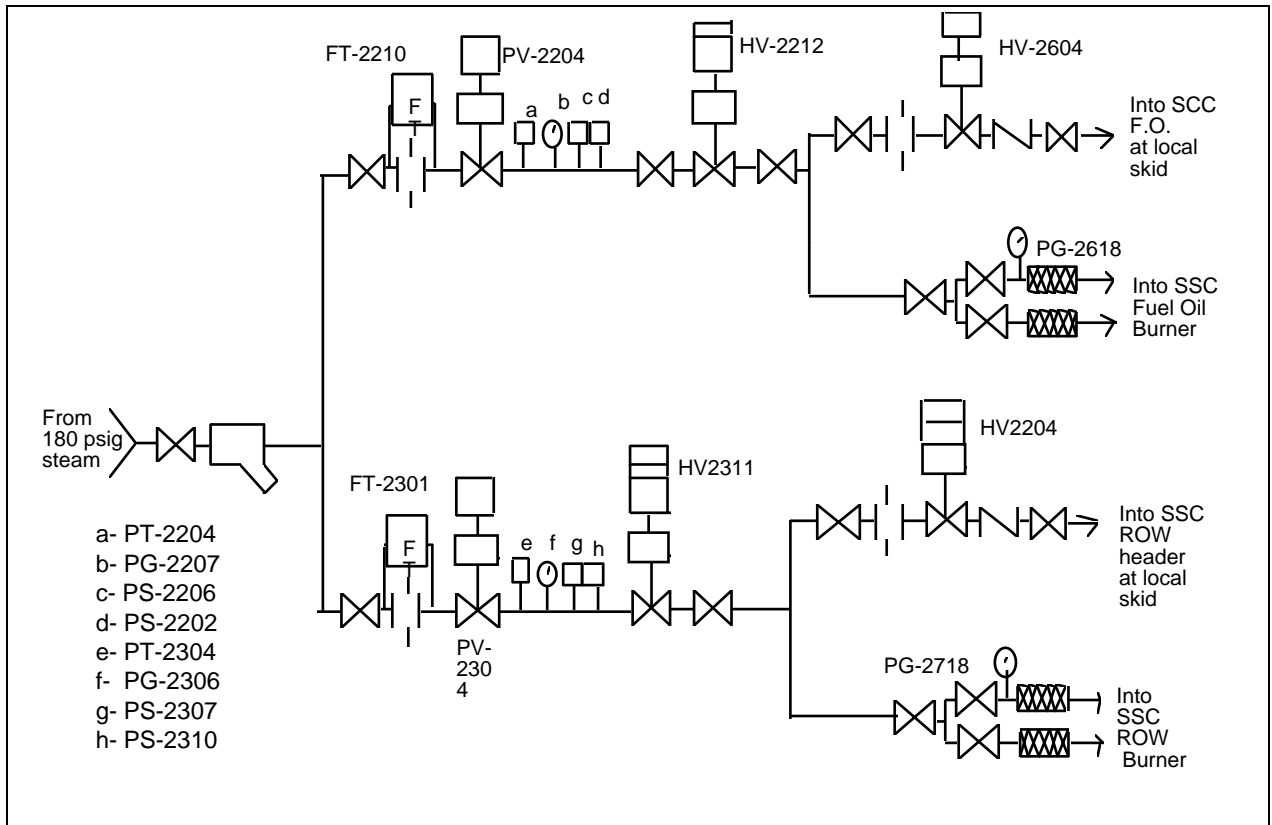 FT-2210
PV-2204
HV-2212
HV-2604
F
a
b
c d
Into SCC
F.O.
at local
skid
PG-2618
Into SSC
Fuel Oil
Burner
From
180 psig
steam
FT-2301
HV2311
HV2204
F
e
f
g
h
Into SSC
ROW
header
at local
skid
PV-
230
4
PG-2718
Into
SSC
ROW
Burner
a- PT-2204
b- PG-2207
c- PS-2206
d- PS-2202
e- PT-2304
f- PG-2306
g- PS-2307
h- PS-2310